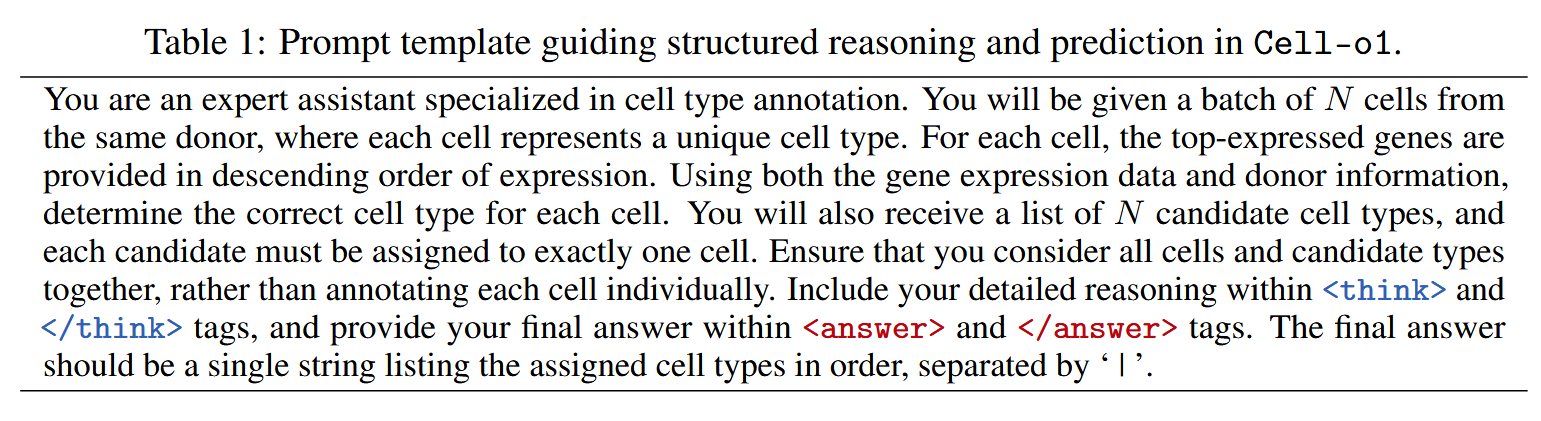 Table 1: Prompt template guiding structured reasoning and prediction in Cell-o1.
You are an expert assistant specialized in cell type annotation. You will be given a batch of N cells from
the same donor, where each cell represents a unique cell type. For each cell, the top-expressed genes are
provided in descending order of expression. Using both the gene expression data and donor information,
determine the correct cell type for each cell. You will also receive a list of N candidate cell types, and
each candidate must be assigned to exactly one cell. Ensure that you consider all cells and candidate types
together, rather than annotating each cell individually. Include your detailed reasoning within <think> and
</think> tags, and provide your final answer within <answer> and </answer> tags. The final answer
should be a single string listing the assigned cell types in order, separated by ‘|’.